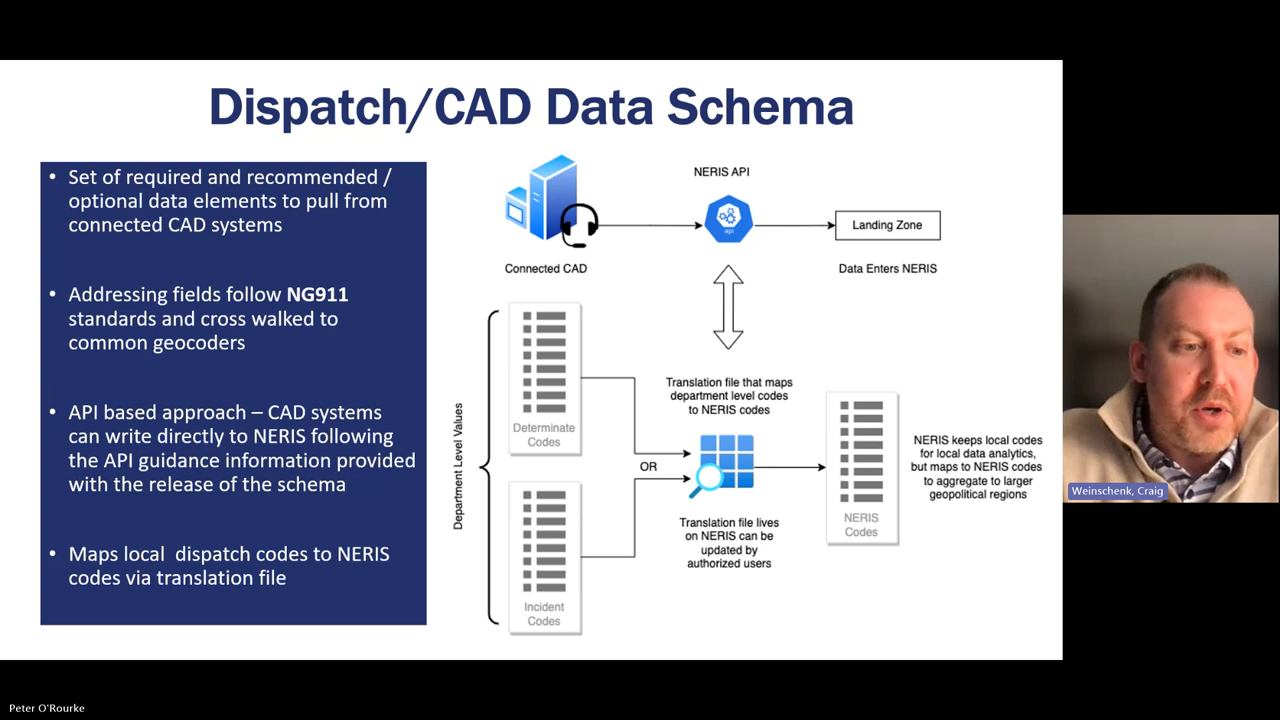 Dispatch/CAD Data Schema
• Set of required and recommended /
optional data elements to pull from
connected CAD systems
• Addressing fields follow NG911
standards and cross walked to
common geocoders
• API based approach – CAD systems
can write directly to NERIS following
the API guidance information provided
with the release of the schema
• Maps local dispatch codes to NERIS
codes via translation file
NERIS API
api
Landing Zone
Connected CAD
Data Enters NERIS
Department Level Values
Determinate
Codes
Incident
Codes
OR
Translation file that maps
department level codes
to NERIS codes
Translation file lives
on NERIS can be
updated by
authorized users
NERIS
Codes
NERIS keeps local codes
for local data analytics,
but maps to NERIS codes
to aggregate to larger
geopolitical regions
Weinschenk, Craig
Peter O'Rourke